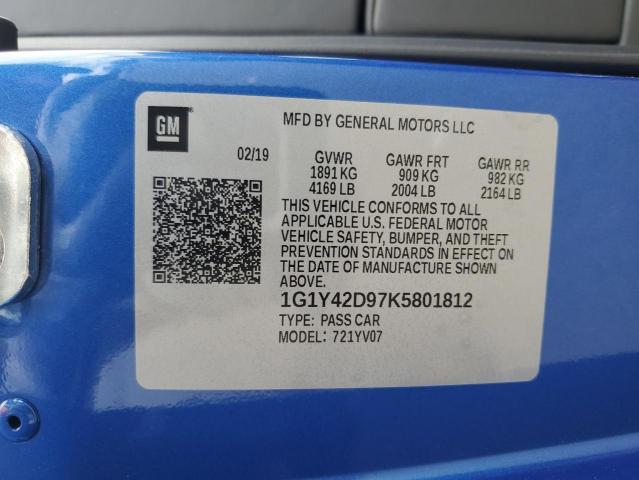 GM
MFD BY GENERAL MOTORS LLC
02/19 GVWR GAWR FRT GAWR RR
1891 KG 909 KG 982 KG
4169 LB 2004 LB 2164 LB
THIS VEHICLE CONFORMS TO ALL
APPLICABLE U.S. FEDERAL MOTOR
VEHICLE SAFETY, BUMPER, AND THEFT
PREVENTION STANDARDS IN EFFECT ON
THE DATE OF MANUFACTURE SHOWN
ABOVE.
1G1Y42D97K5801812
TYPE: PASS CAR
MODEL: 721YV07